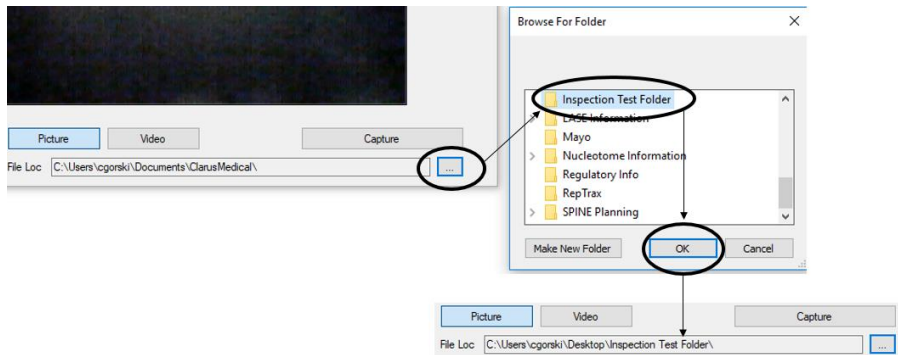 Browse For Folder
Inspection Test Folder
LASE Information
Mayo
Nucleotome Information
Regulatory Info
RepTrax
SPINE Planning
Make New Folder OK Cancel
Picture Video Capture
File Loc C:\Users\cgorski\Documents\ClarusMedical\ ...
Picture Video Capture
File Loc C:\Users\cgorski\Desktop\Inspection Test Folder\ ...